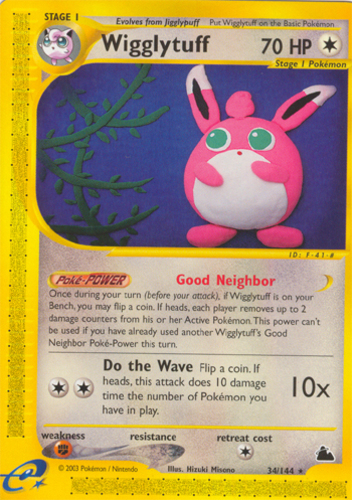 STAGE 1
Evolves from Jigglypuff Put Wigglytuff on the Basic Pokémon
Wigglytuff 70 HP
Stage 1 Pokémon
ID: F-41-#
Poké-POWER Good Neighbor
Once during your turn (before your attack), if Wigglytuff is on your
Bench, you may flip a coin. If heads, each player removes up to 2
damage counters from his or her Active Pokémon. This power can't
be used if you have already used another Wigglytuff's Good
Neighbor Poké-Power this turn.
Do the Wave Flip a coin. If
heads, this attack does 10 damage
time the number of Pokémon you
have in play.
10x
weakness resistance retreat cost
© 2003 Pokémon / Nintendo Illus. Hizuki Misono 34/144 ★
e